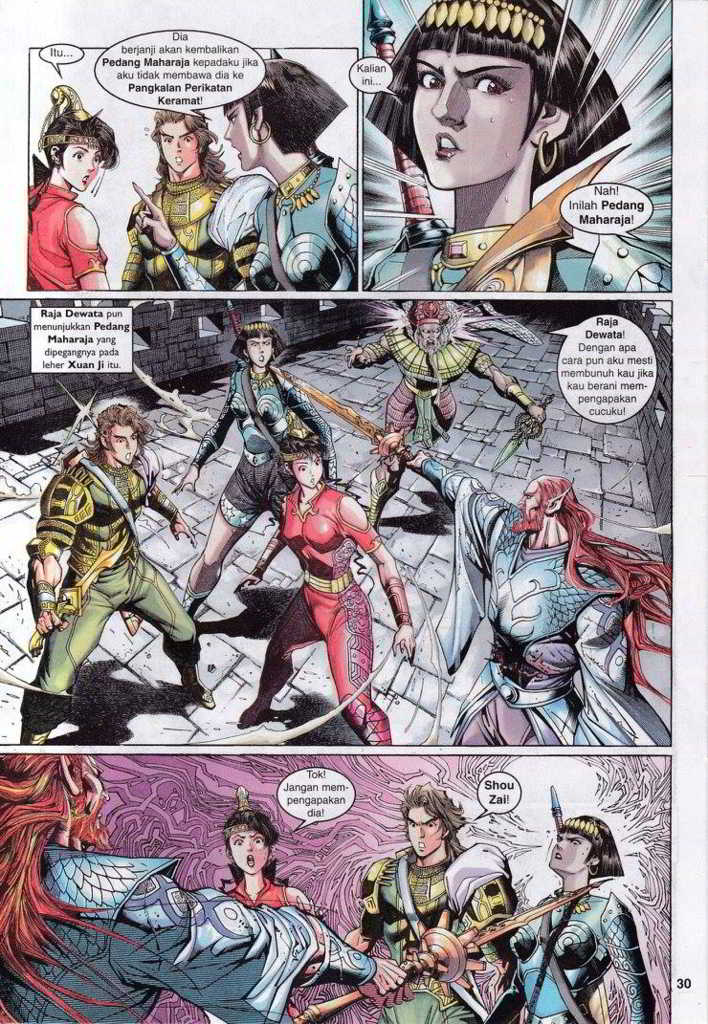 Itu...
Dia
berjanji akan kembalikan
Pedang Maharaja kepadaku jika
aku tidak membawa dia ke
Pangkalan Perikatan
Keramat!
Kalian
ini...
Nah!
Inilah Pedang
Maharaja!
Raja Dewata pun
menunjukkan Pedang
Maharaja yang
dipegangnya pada
leher Xuan Ji itu.
Raja
Dewata!
Dengan apa
cara pun aku mesti
membunuh kau jika
kau berani mem-
pengapakan
cucuku!
Tok!
Jangan mem-
pengapakan
dia!
Shou
Zai!
30